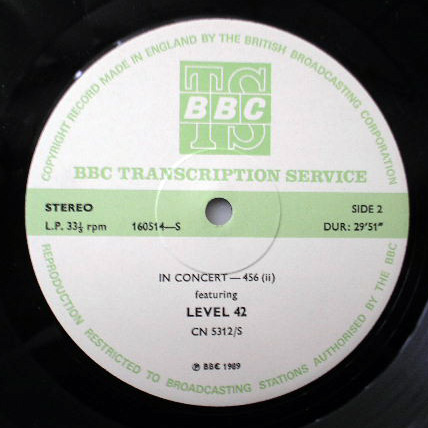 COPYRIGHT RECORD MADE IN ENGLAND BY THE BRITISH BROADCASTING CORPORATION
TS
BBC
BBC TRANSCRIPTION SERVICE
STEREO
SIDE 2
L.P. 33⅓ rpm 160514—S
DUR: 29'51"
IN CONCERT — 456 (ii)
featuring
LEVEL 42
CN 5312/S
℗ BBC 1989
REPRODUCTION RESTRICTED TO BROADCASTING STATIONS AUTHORISED BY THE BBC